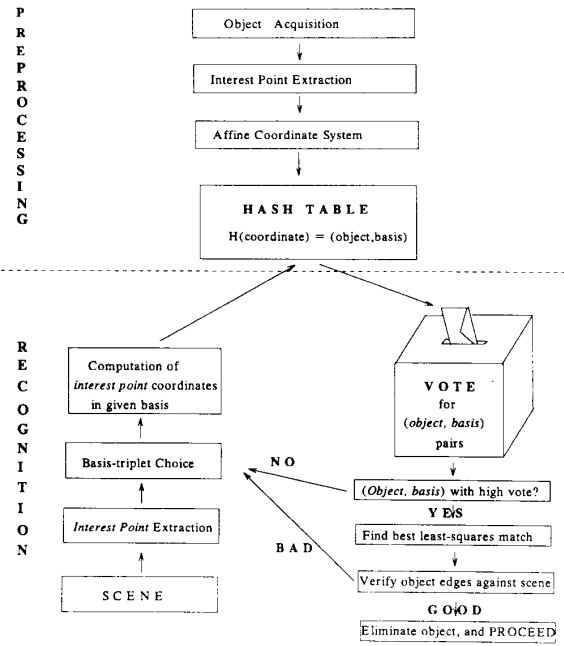 PREPROCESSING
Object Acquisition
Interest Point Extraction
Affine Coordinate System
HASH TABLE
H(coordinate) = (object,basis)
RECOGNITION
Computation of
interest point coordinates
in given basis
Basis-triplet Choice
Interest Point Extraction
SCENE
VOTE
for
(object, basis)
pairs
NO
(Object, basis) with high vote?
YES
Find best least-squares match
BAD
Verify object edges against scene
GOOD
Eliminate object, and PROCEED